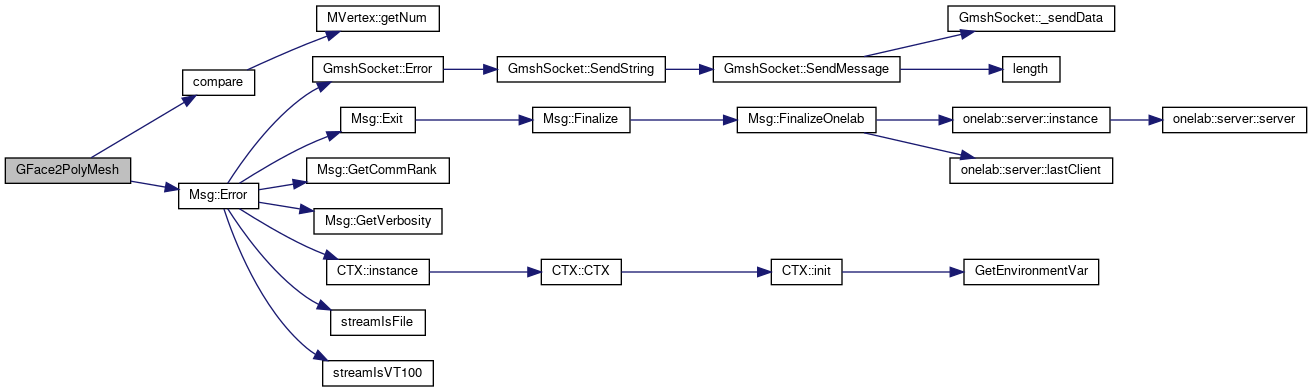 GFace2PolyMesh
compare
MVertex::getNum
Msg::Error
GmshSocket::Error
GmshSocket::SendString
GmshSocket::SendMessage
GmshSocket::_sendData
length
Msg::Exit
Msg::Finalize
Msg::FinalizeOnelab
onelab::server::instance
onelab::server::server
onelab::server::lastClient
Msg::GetCommRank
Msg::GetVerbosity
CTX::instance
CTX::CTX
CTX::init
GetEnvironmentVar
streamIsFile
streamIsVT100